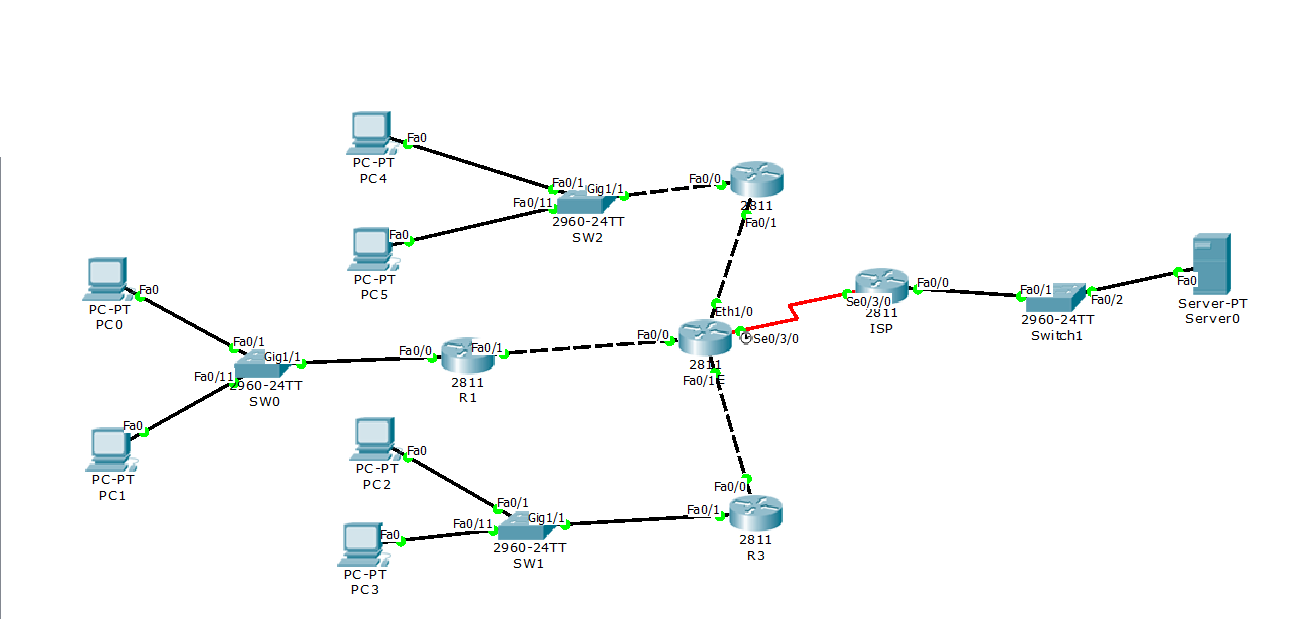 Fa0
PC-PT
PC4
Fa0/1
Gig1/1
Fa0/11
2960-24TT
SW2
Fa0
PC-PT
PC5
Fa0/0
2811
Fa0/1
Fa0
PC-PT
PC0
Fa0/1
Gig1/1
Fa0/11
2960-24TT
SW0
Fa0
PC-PT
PC1
Fa0/0
Fa0/1
2811
R1
Eth1/0
Fa0/0
Se0/3/0
2811
Fa0/1
Se0/3/0
Fa0/0
2811
ISP
Fa0/1
Fa0/2
2960-24TT
Switch1
Fa0
Server-PT
Server0
Fa0
PC-PT
PC2
Fa0/1
Gig1/1
Fa0/11
2960-24TT
SW1
Fa0
PC-PT
PC3
Fa0/0
Fa0/1
2811
R3